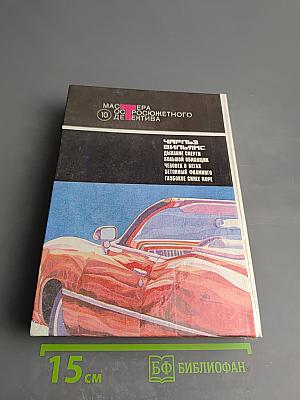 МАСТЕРА
10 ОСТРОСЮЖЕТНОГО
ДЕТЕКТИВА
ЧАРЛЬЗ
ВИЛЬЯМС
ДЫХАНИЕ СМЕРТИ
БОЛЬШОЙ ОБМАНЩИК
ЧЕЛОВЕК В БЕГАХ
БЕТОННЫЙ ФЛАМИНГО
ГЛУБОКОЕ СИНЕЕ МОРЕ
15 СМ
БФ БИБЛИОФАН